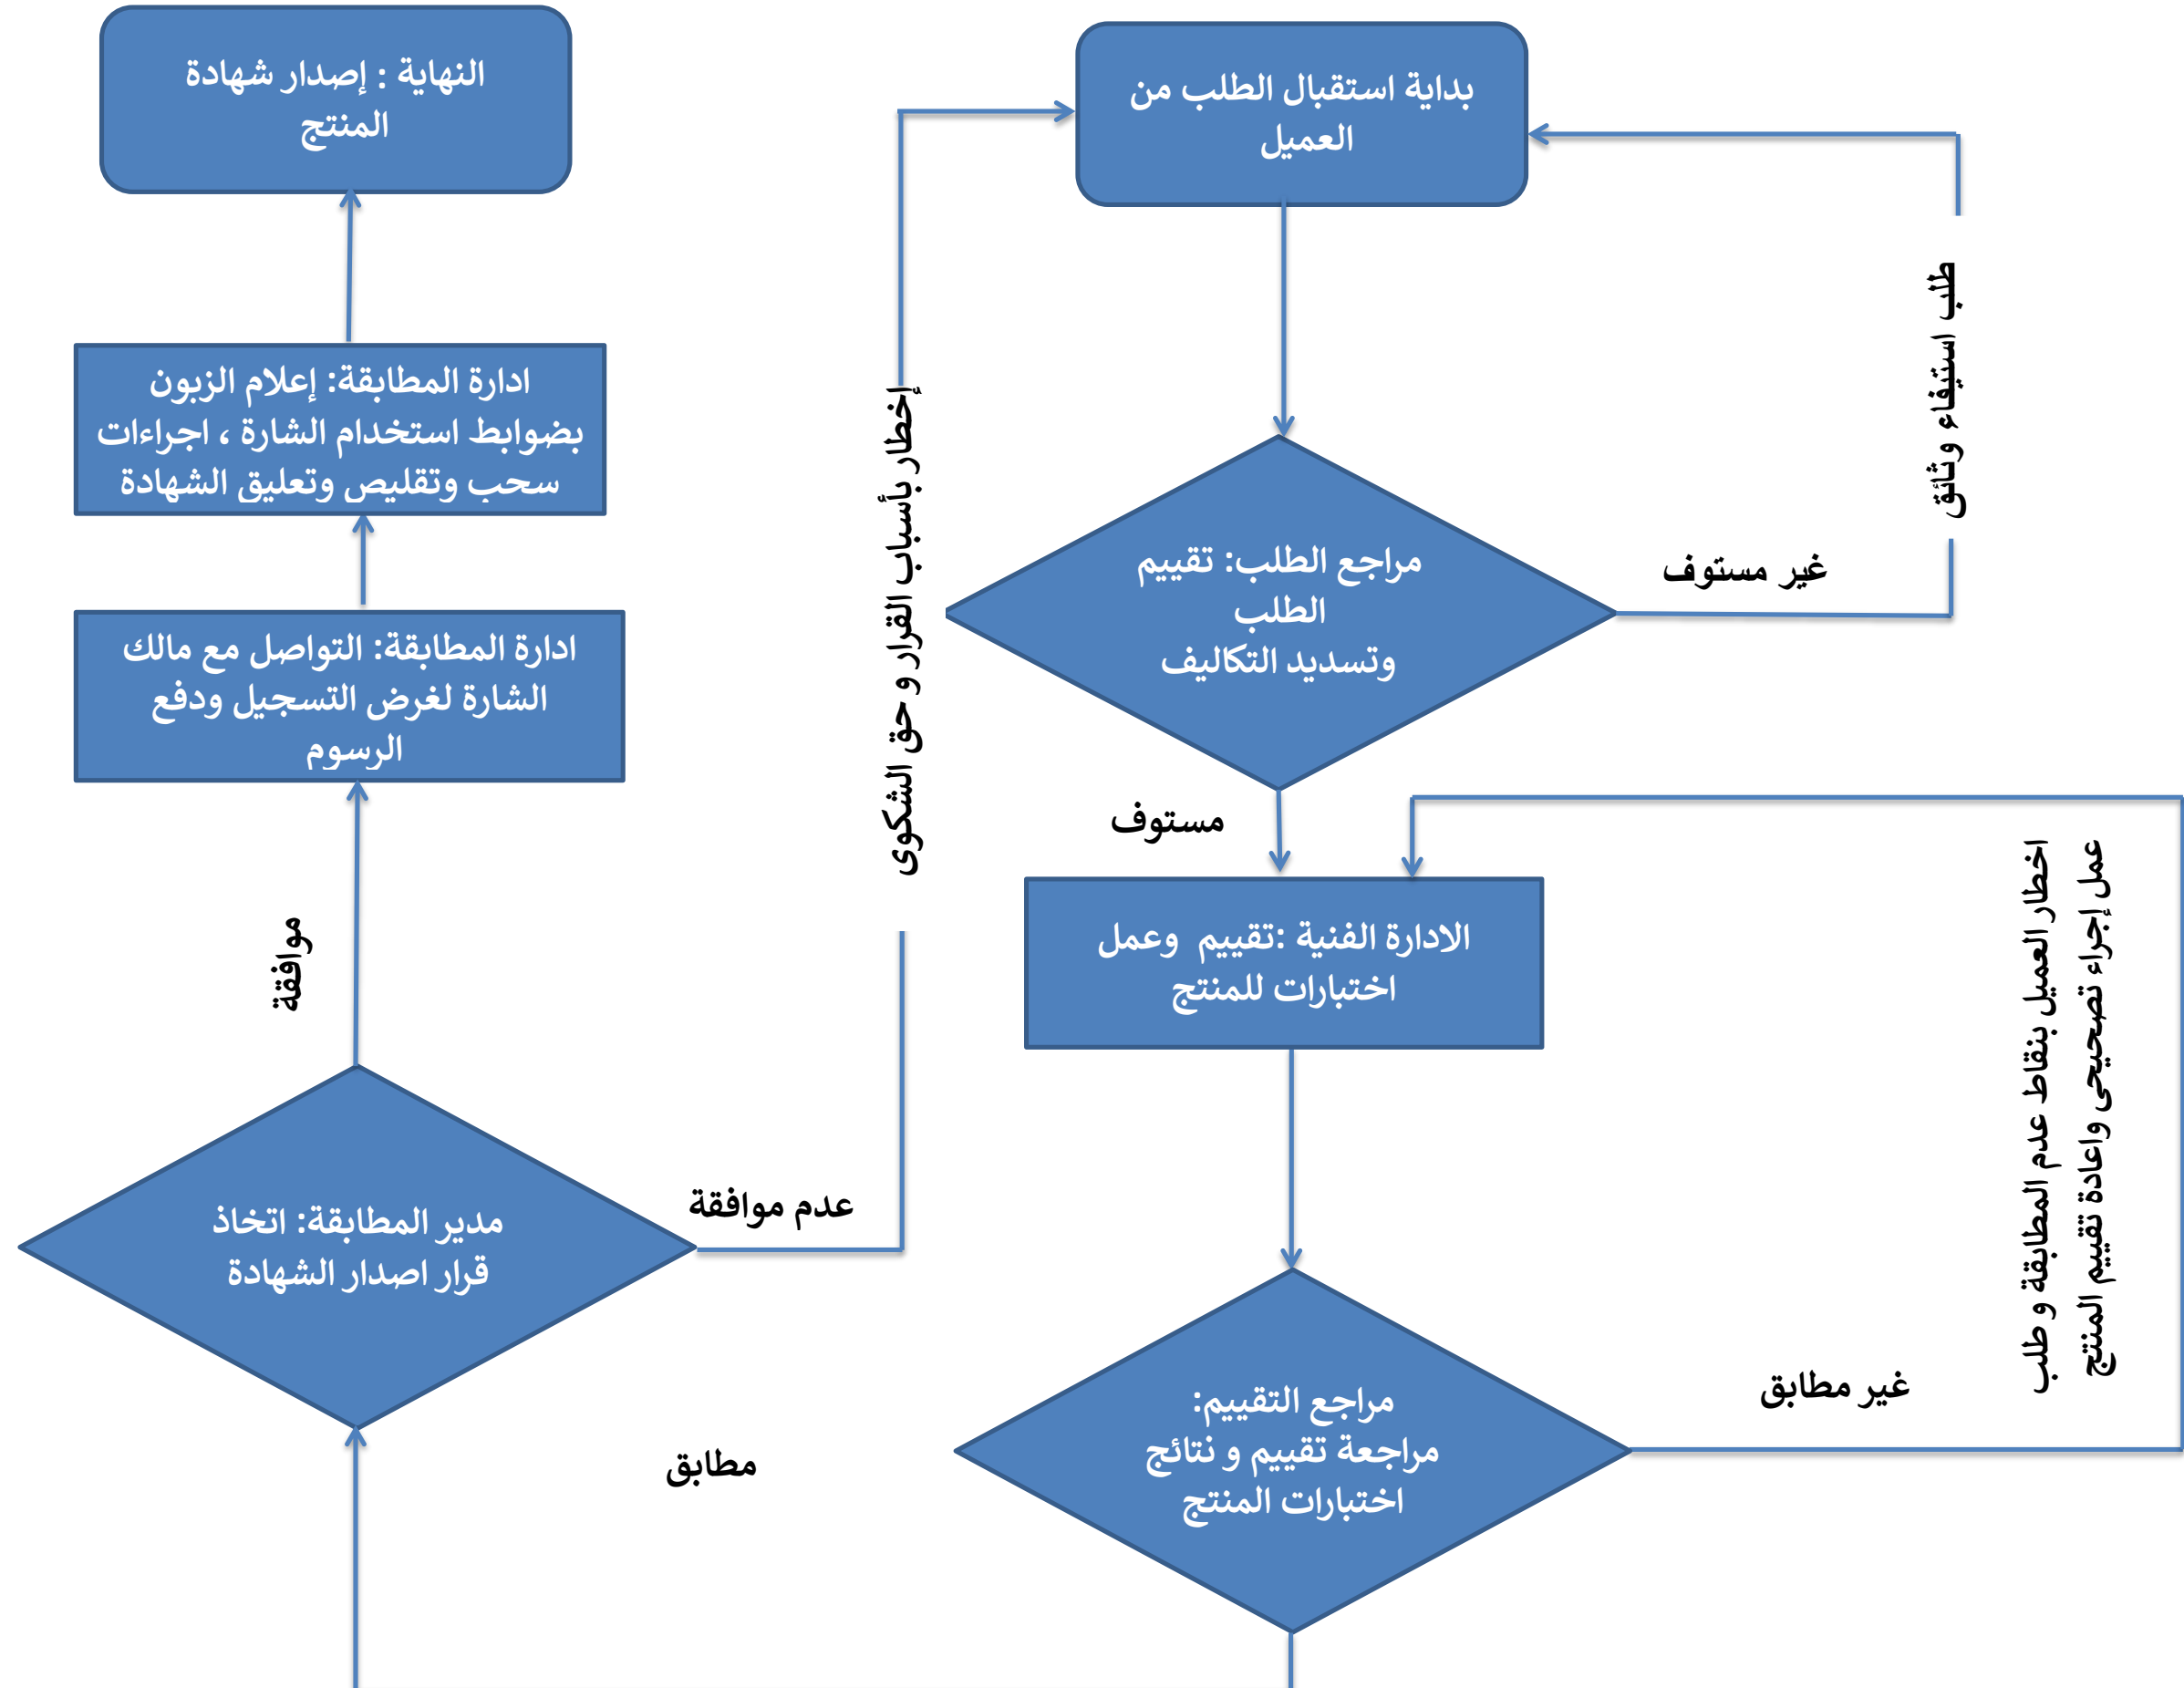 بداية استقبال الطلب من
العميل
طلب استيفاء وثائق
مراجع الطلب: تقييم
الطلب
وتسديد التكاليف
غير مستوف
مستوف
الادارة الفنية :تقييم وعمل
اختبارات للمنتج
اخطار العميل بنقاط عدم المطابقة و طلب
عمل إجراء تصحيحى واعادة تقييم المنتج
مراجع التقييم:
مراجعة تقييم و نتائج
اختبارات المنتج
غير مطابق
مطابق
مدير المطابقة: اتخاذ
قرار اصدار الشهادة
عدم موافقة
إخطار بأسباب القرار و حق الشكوى
موافقة
ادارة المطابقة: التواصل مع مالك
الشارة لغرض التسجيل ودفع
الرسوم
ادارة المطابقة: إعلام الزبون
بضوابط استخدام الشارة ، اجراءات
سحب وتقليص وتعليق الشهادة
النهاية : إصدار شهادة
المنتج